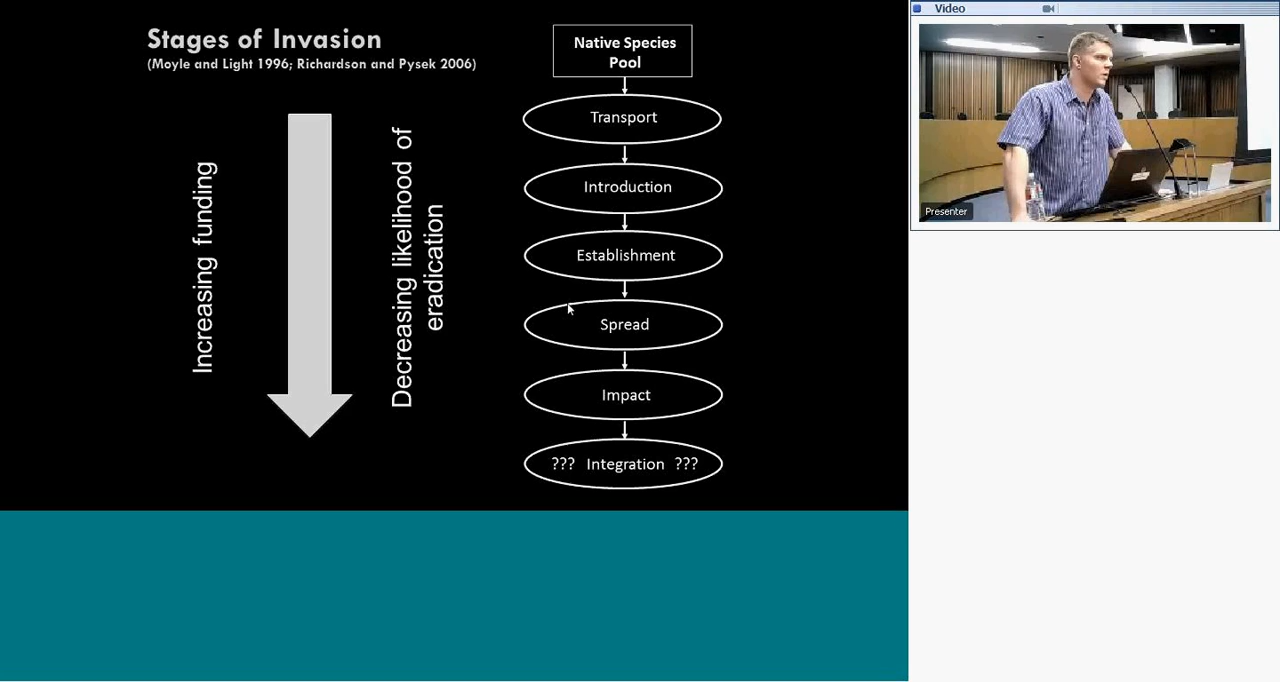 Stages of Invasion
(Moyle and Light 1996; Richardson and Pysek 2006)
Increasing funding
Decreasing likelihood of
eradication
Native Species
Pool
Transport
Introduction
Establishment
Spread
Impact
??? Integration ???
Video
Presenter